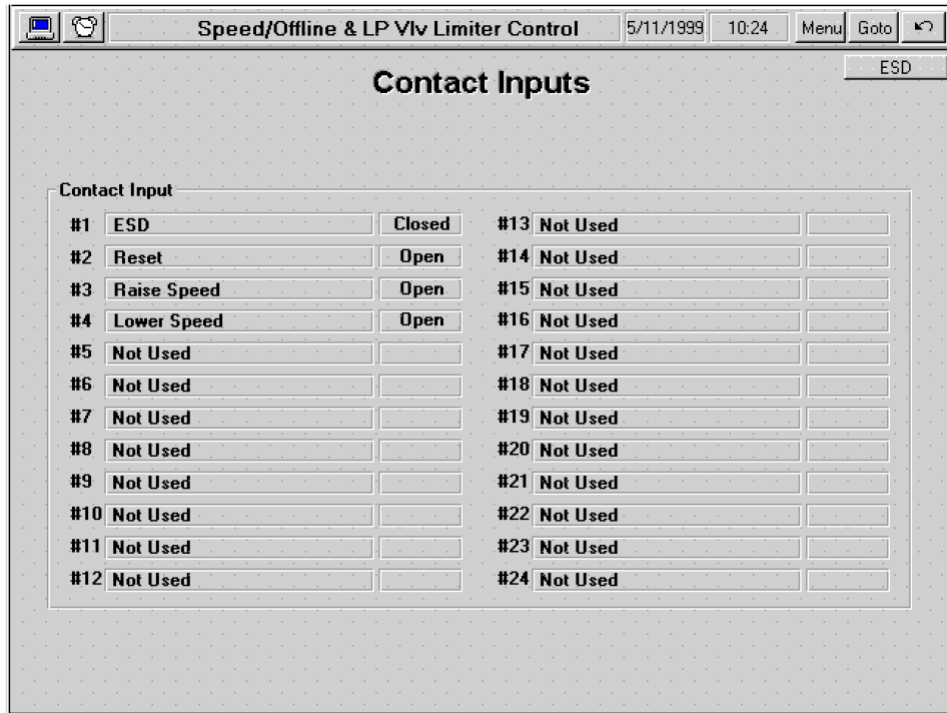 Speed/Offline & LP Vlv Limiter Control 5/11/1999 10:24 Menu Goto
ESD
Contact Inputs
Contact Input
#1 ESD Closed #13 Not Used
#2 Reset Open #14 Not Used
#3 Raise Speed Open #15 Not Used
#4 Lower Speed Open #16 Not Used
#5 Not Used #17 Not Used
#6 Not Used #18 Not Used
#7 Not Used #19 Not Used
#8 Not Used #20 Not Used
#9 Not Used #21 Not Used
#10 Not Used #22 Not Used
#11 Not Used #23 Not Used
#12 Not Used #24 Not Used